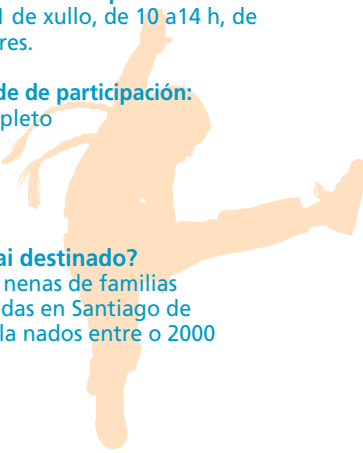 1 de xullo, de 10 a14 h, de
res.
de de participación:
pleto
ai destinado?
nenas de familias
das en Santiago de
la nados entre o 2000